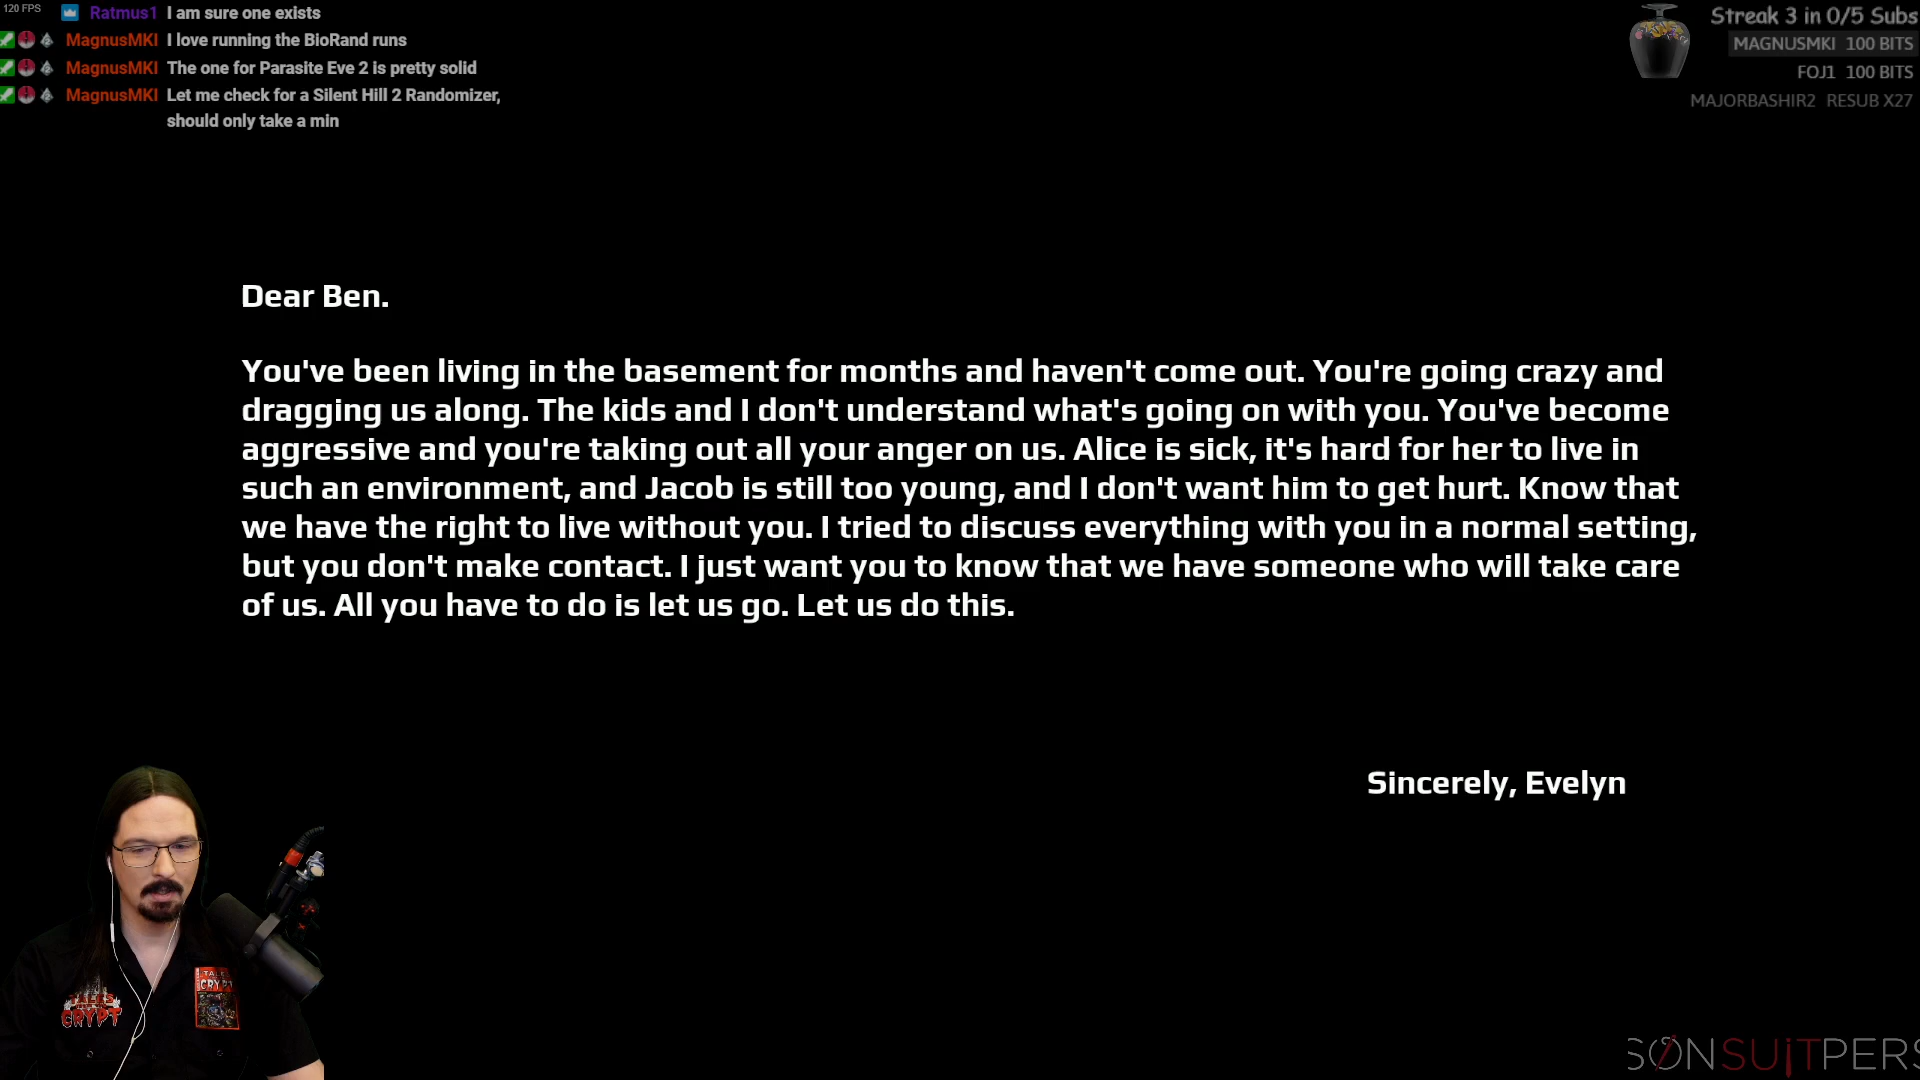 120 FPS
Ratmus1 I am sure one exists
MagnusMKI I love running the BioRand runs
MagnusMKI The one for Parasite Eve 2 is pretty solid
MagnusMKI Let me check for a Silent Hill 2 Randomizer,
should only take a min
Streak 3 in 0/5 Subs
MAGNUSMKI 100 BITS
FOJ1 100 BITS
MAJORBASHIR2 RESUB X27
Dear Ben.
You've been living in the basement for months and haven't come out. You're going crazy and
dragging us along. The kids and I don't understand what's going on with you. You've become
aggressive and you're taking out all your anger on us. Alice is sick, it's hard for her to live in
such an environment, and Jacob is still too young, and I don't want him to get hurt. Know that
we have the right to live without you. I tried to discuss everything with you in a normal setting,
but you don't make contact. I just want you to know that we have someone who will take care
of us. All you have to do is let us go. Let us do this.
Sincerely, Evelyn
TALES
CRYPT
CRYPT
SONSUITPERS